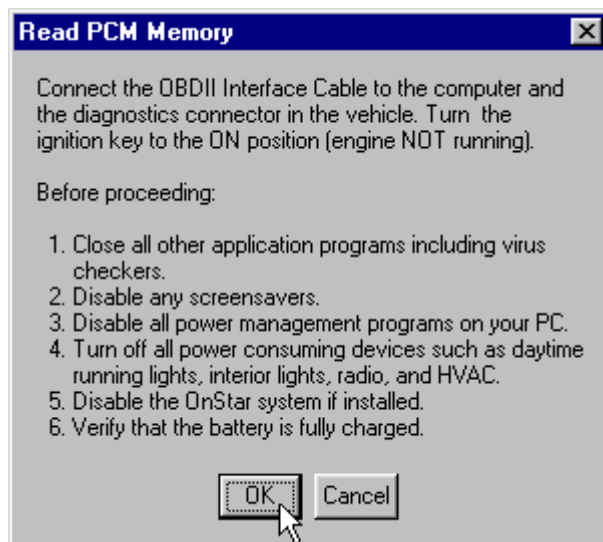 Read PCM Memory
Connect the OBDII Interface Cable to the computer and
the diagnostics connector in the vehicle. Turn  the
ignition key to the ON position (engine NOT running).
Before proceeding:
1. Close all other application programs including virus
checkers.
2. Disable any screensavers.
3. Disable all power management programs on your PC.
4. Turn off all power consuming devices such as daytime
running lights, interior lights, radio, and HVAC.
5. Disable the OnStar system if installed.
6. Verify that the battery is fully charged.
OK Cancel